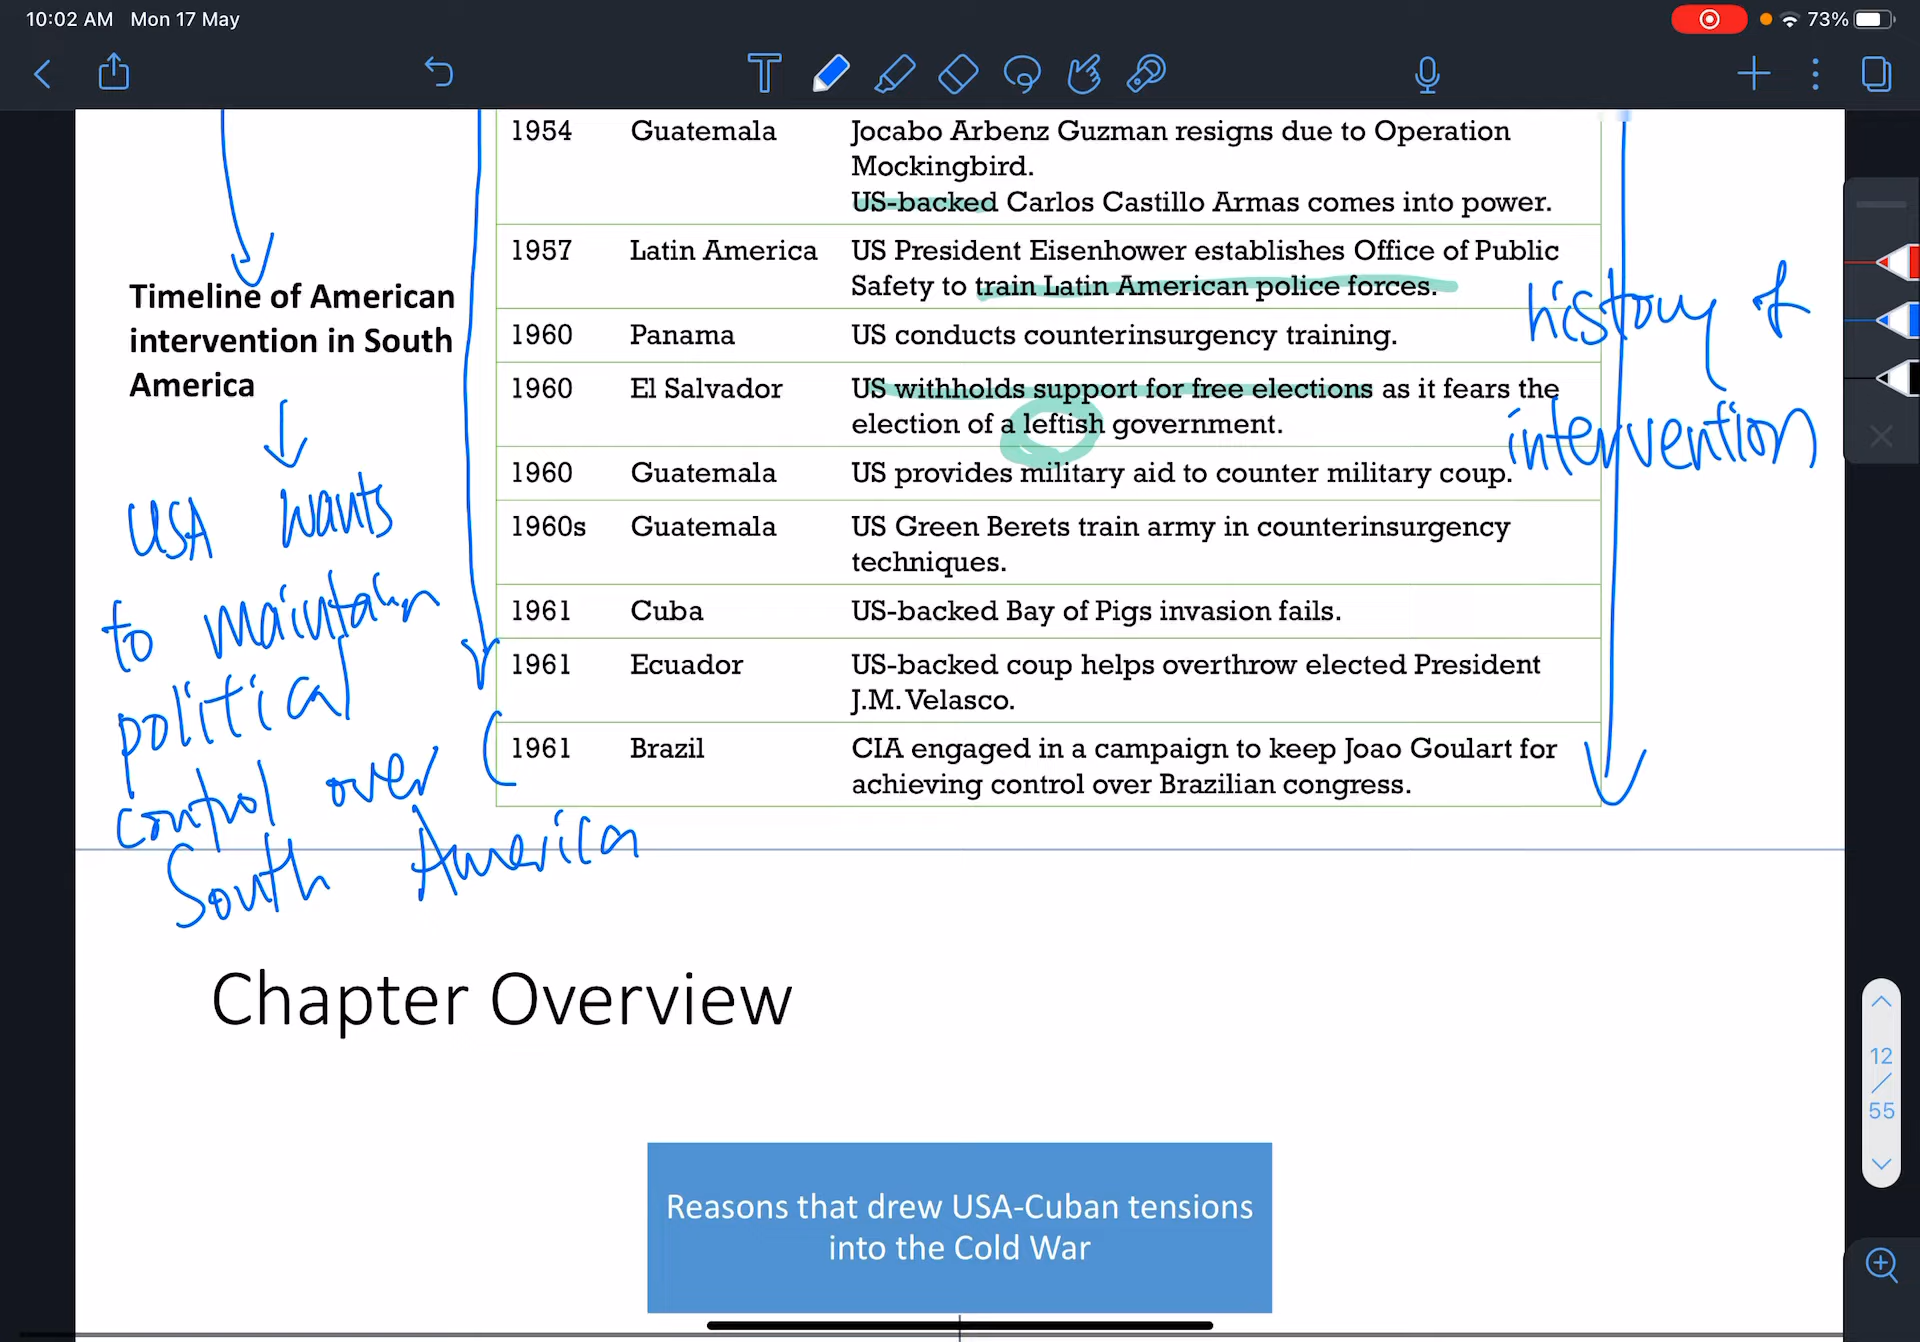 10:02 AM Mon 17 May
73%
1954 Guatemala Jocabo Arbenz Guzman resigns due to Operation
Mockingbird.
US-backed Carlos Castillo Armas comes into power.
1957 Latin America US President Eisenhower establishes Office of Public
Safety to train Latin American police forces.
1960 Panama US conducts counterinsurgency training.
1960 El Salvador US withholds support for free elections as it fears the
election of a leftish government.
1960 Guatemala US provides military aid to counter military coup.
1960s Guatemala US Green Berets train army in counterinsurgency
techniques.
1961 Cuba US-backed Bay of Pigs invasion fails.
1961 Ecuador US-backed coup helps overthrow elected President
J.M. Velasco.
1961 Brazil CIA engaged in a campaign to keep Joao Goulart for
achieving control over Brazilian congress.
Timeline of American
intervention in South
America
USA wants
to maintain
political
control over
South America
history of
intervention
Chapter Overview
Reasons that drew USA-Cuban tensions
into the Cold War
12
/
55